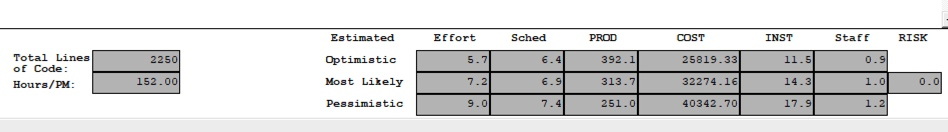 Estimated Effort Sched PROD COST INST Staff RISK
Total Lines of Code: 2250
Optimistic 5.7 6.4 392.1 25819.33 11.5 0.9
Hours/PM: 152.00
Most Likely 7.2 6.9 313.7 32274.16 14.3 1.0 0.0
Pessimistic 9.0 7.4 251.0 40342.70 17.9 1.2